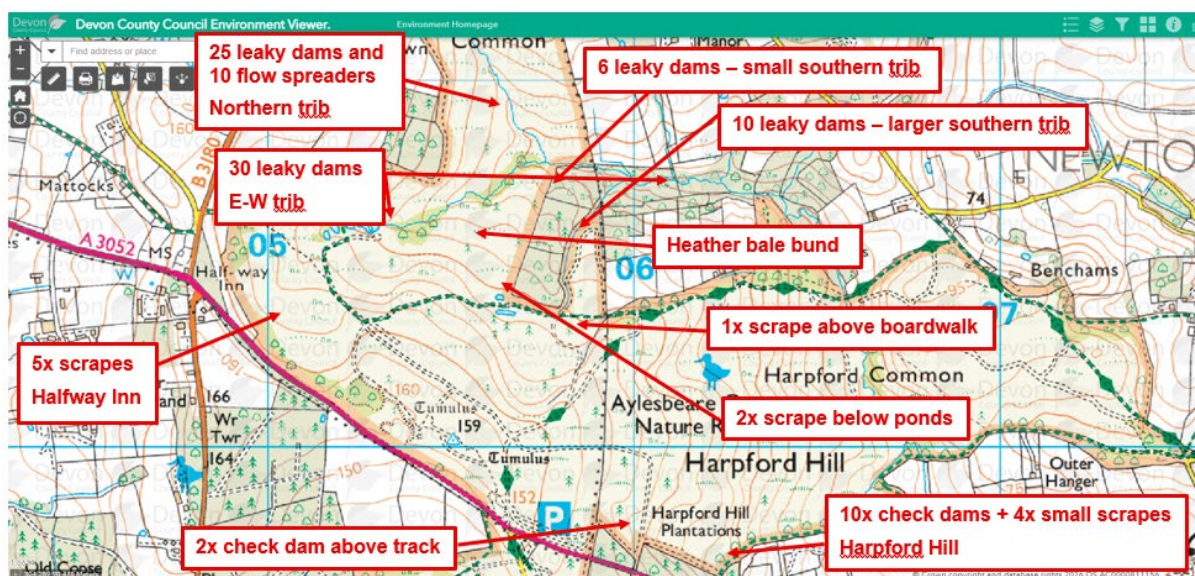 Devon County Council Environment Viewer.
Environment Homepage
Find address or place
25 leaky dams and
10 flow spreaders
Northern trib
Common
Manor
6 leaky dams – small southern trib
10 leaky dams – larger southern trib
160
B 3180
NEWTO
30 leaky dams
E-W trib
Mattocks
74
A 3052
MS
Half-way
Inn
05
Heather bale bund
06
Benchams
95
07
1x scrape above boardwalk
5x scrapes
Halfway Inn
160
160
Harpford Common
166
Wr
Twr
164
Tumulus
159
Aylesbeare
Nature R
2x scrape below ponds
Tumulus
Harpford Hill
150
152
P
Outer
Hanger
75
2x check dam above track
Harpford Hill
Plantations
10x check dams + 4x small scrapes
Harpford Hill
Old Coose